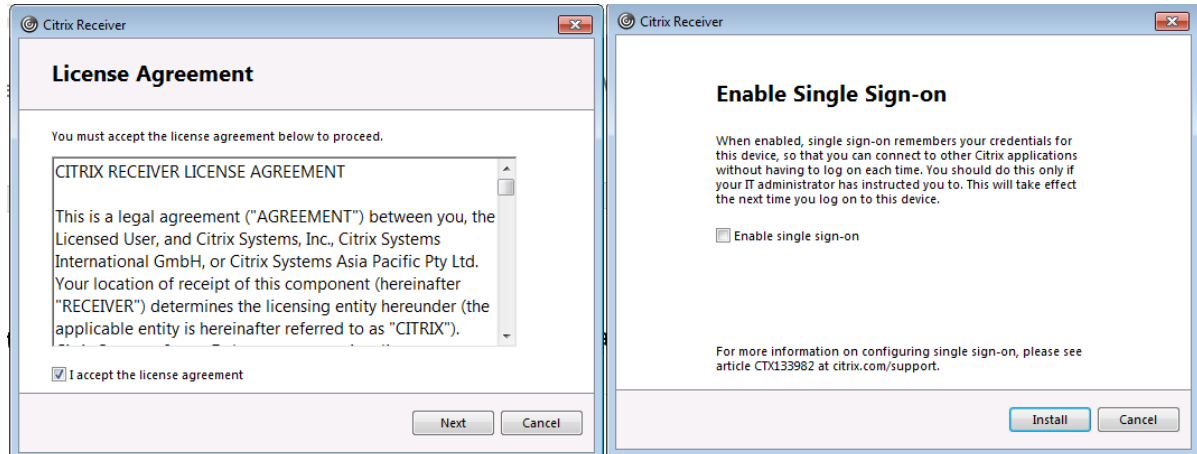 Citrix Receiver
License Agreement
You must accept the license agreement below to proceed.
CITRIX RECEIVER LICENSE AGREEMENT
This is a legal agreement ("AGREEMENT") between you, the
Licensed User, and Citrix Systems, Inc., Citrix Systems
International GmbH, or Citrix Systems Asia Pacific Pty Ltd.
Your location of receipt of this component (hereinafter
"RECEIVER") determines the licensing entity hereunder (the
applicable entity is hereinafter referred to as "CITRIX").
I accept the license agreement
Next
Cancel
Citrix Receiver
Enable Single Sign-on
When enabled, single sign-on remembers your credentials for
this device, so that you can connect to other Citrix applications
without having to log on each time. You should do this only if
your IT administrator has instructed you to. This will take effect
the next time you log on to this device.
Enable single sign-on
For more information on configuring single sign-on, please see
article CTX133982 at citrix.com/support.
Install
Cancel